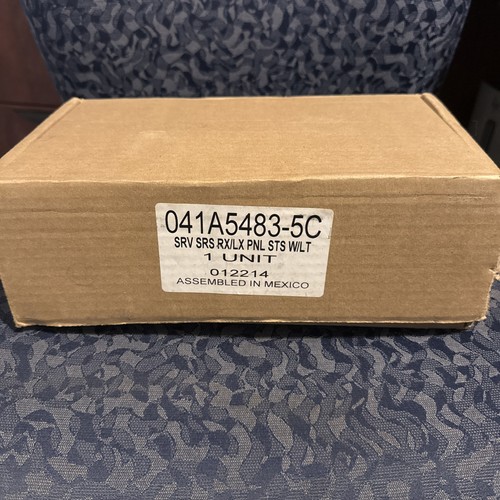 041A5483-5C
SRV SRS RX/LX PNL STS W/LT
1 UNIT
012214
ASSEMBLED IN MEXICO